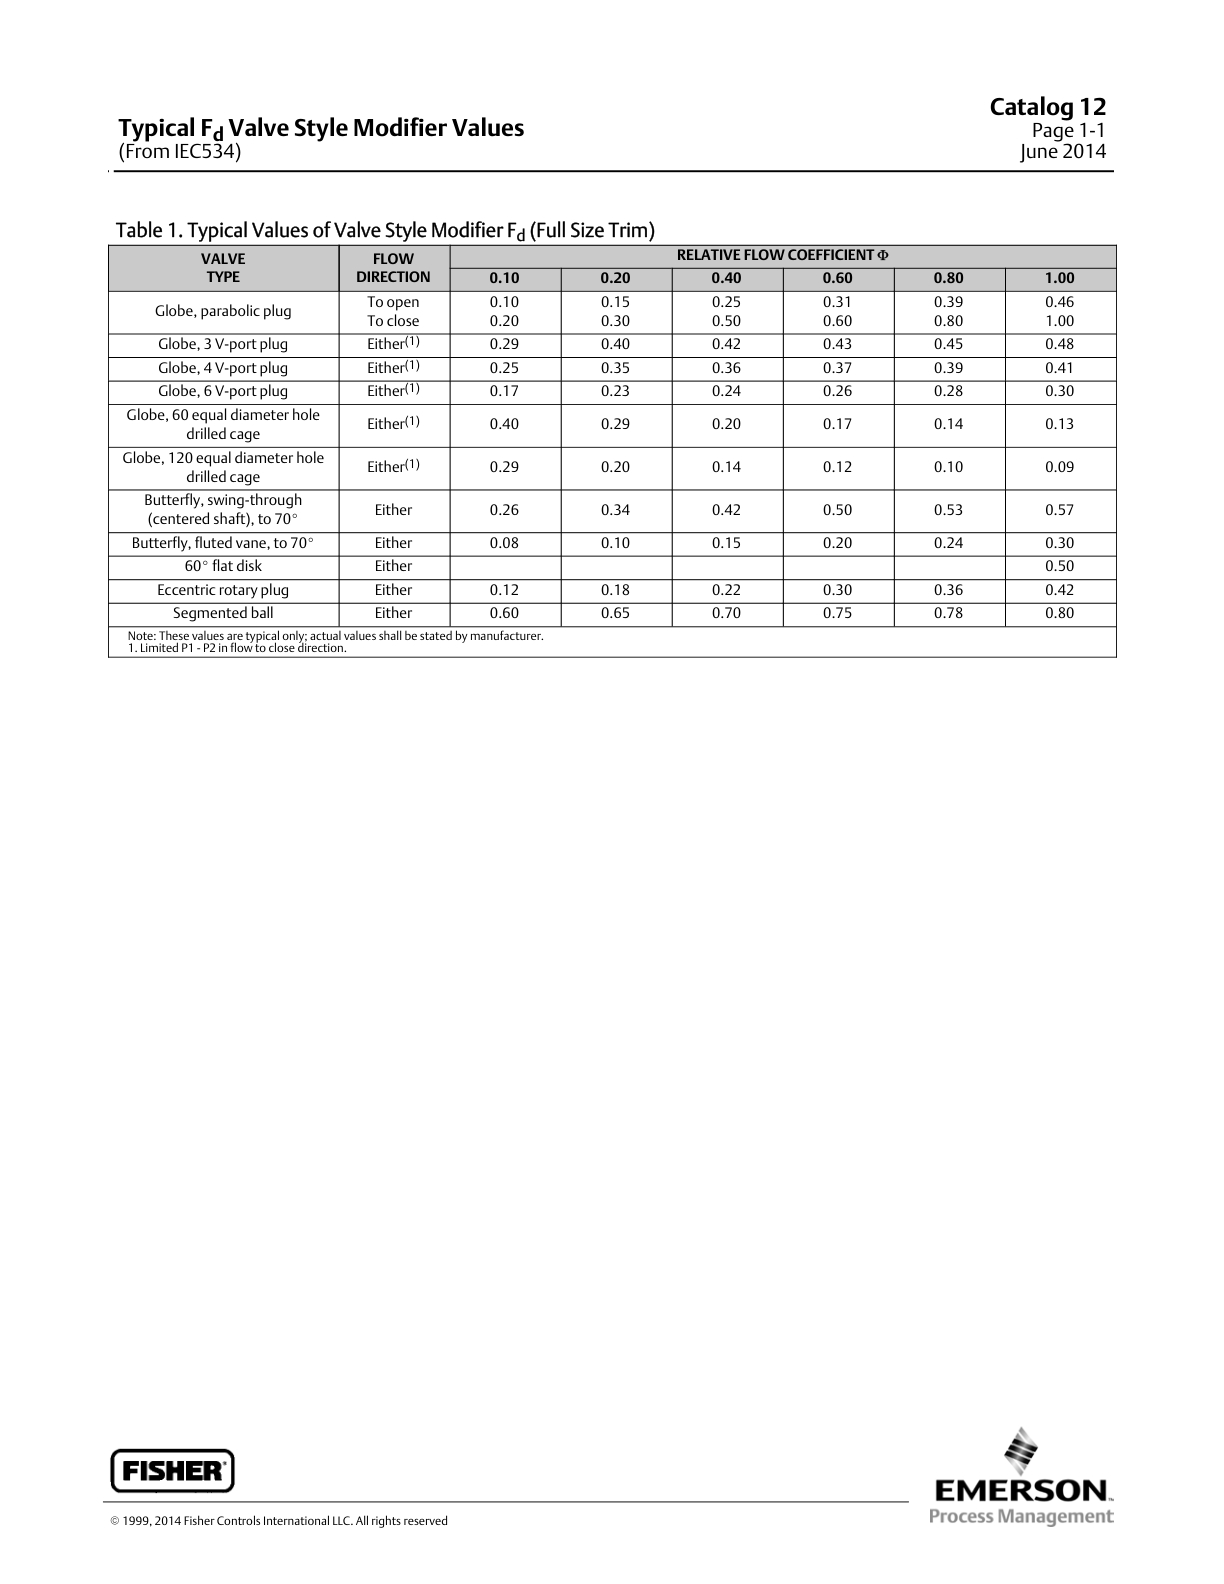 Typical Fd Valve Style Modifier Values
(From IEC534)
Catalog 12
Page 1-1
June 2014
Table 1. Typical Values of Valve Style Modifier Fd (Full Size Trim)
VALVE TYPE FLOW DIRECTION RELATIVE FLOW COEFFICIENT Φ
0.10 0.20 0.40 0.60 0.80 1.00
Globe, parabolic plug
To open 0.10 0.15 0.25 0.31 0.39 0.46
To close 0.20 0.30 0.50 0.60 0.80 1.00
Globe, 3 V-port plug Either(1) 0.29 0.40 0.42 0.43 0.45 0.48
Globe, 4 V-port plug Either(1) 0.25 0.35 0.36 0.37 0.39 0.41
Globe, 6 V-port plug Either(1) 0.17 0.23 0.24 0.26 0.28 0.30
Globe, 60 equal diameter hole
drilled cage Either(1) 0.40 0.29 0.20 0.17 0.14 0.13
Globe, 120 equal diameter hole
drilled cage Either(1) 0.29 0.20 0.14 0.12 0.10 0.09
Butterfly, swing-through
(centered shaft), to 70° Either 0.26 0.34 0.42 0.50 0.53 0.57
Butterfly, fluted vane, to 70° Either 0.08 0.10 0.15 0.20 0.24 0.30
60° flat disk Either 0.50
Eccentric rotary plug Either 0.12 0.18 0.22 0.30 0.36 0.42
Segmented ball Either 0.60 0.65 0.70 0.75 0.78 0.80
Note: These values are typical only; actual values shall be stated by manufacturer.
1. Limited P1 - P2 in flow to close direction.
FISHER®
EMERSON™
Process Management
© 1999, 2014 Fisher Controls International LLC. All rights reserved